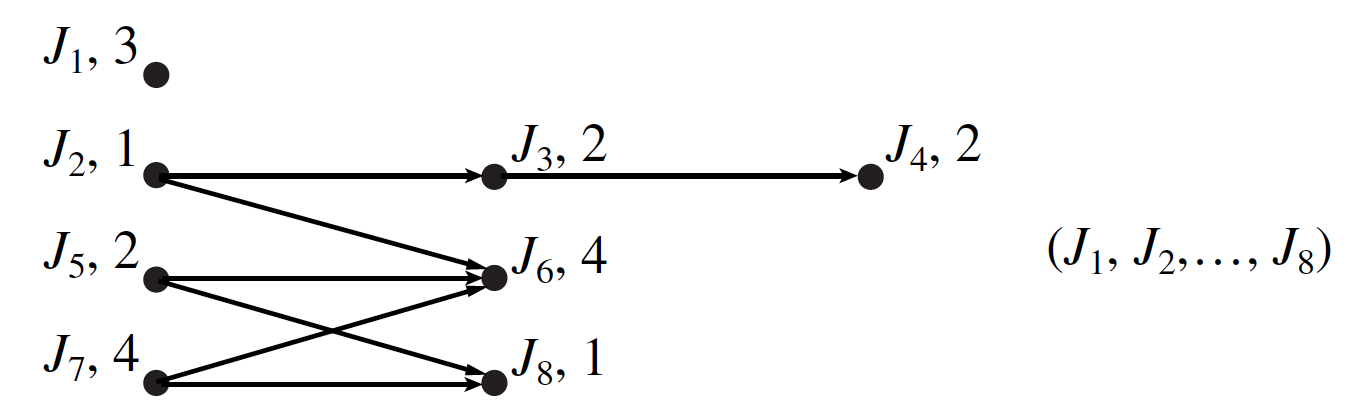 J₁, 3
J₂, 1
J₃, 2
J₄, 2
J₅, 2
J₆, 4
(J₁, J₂,..., J₈)
J₇, 4
J₈, 1